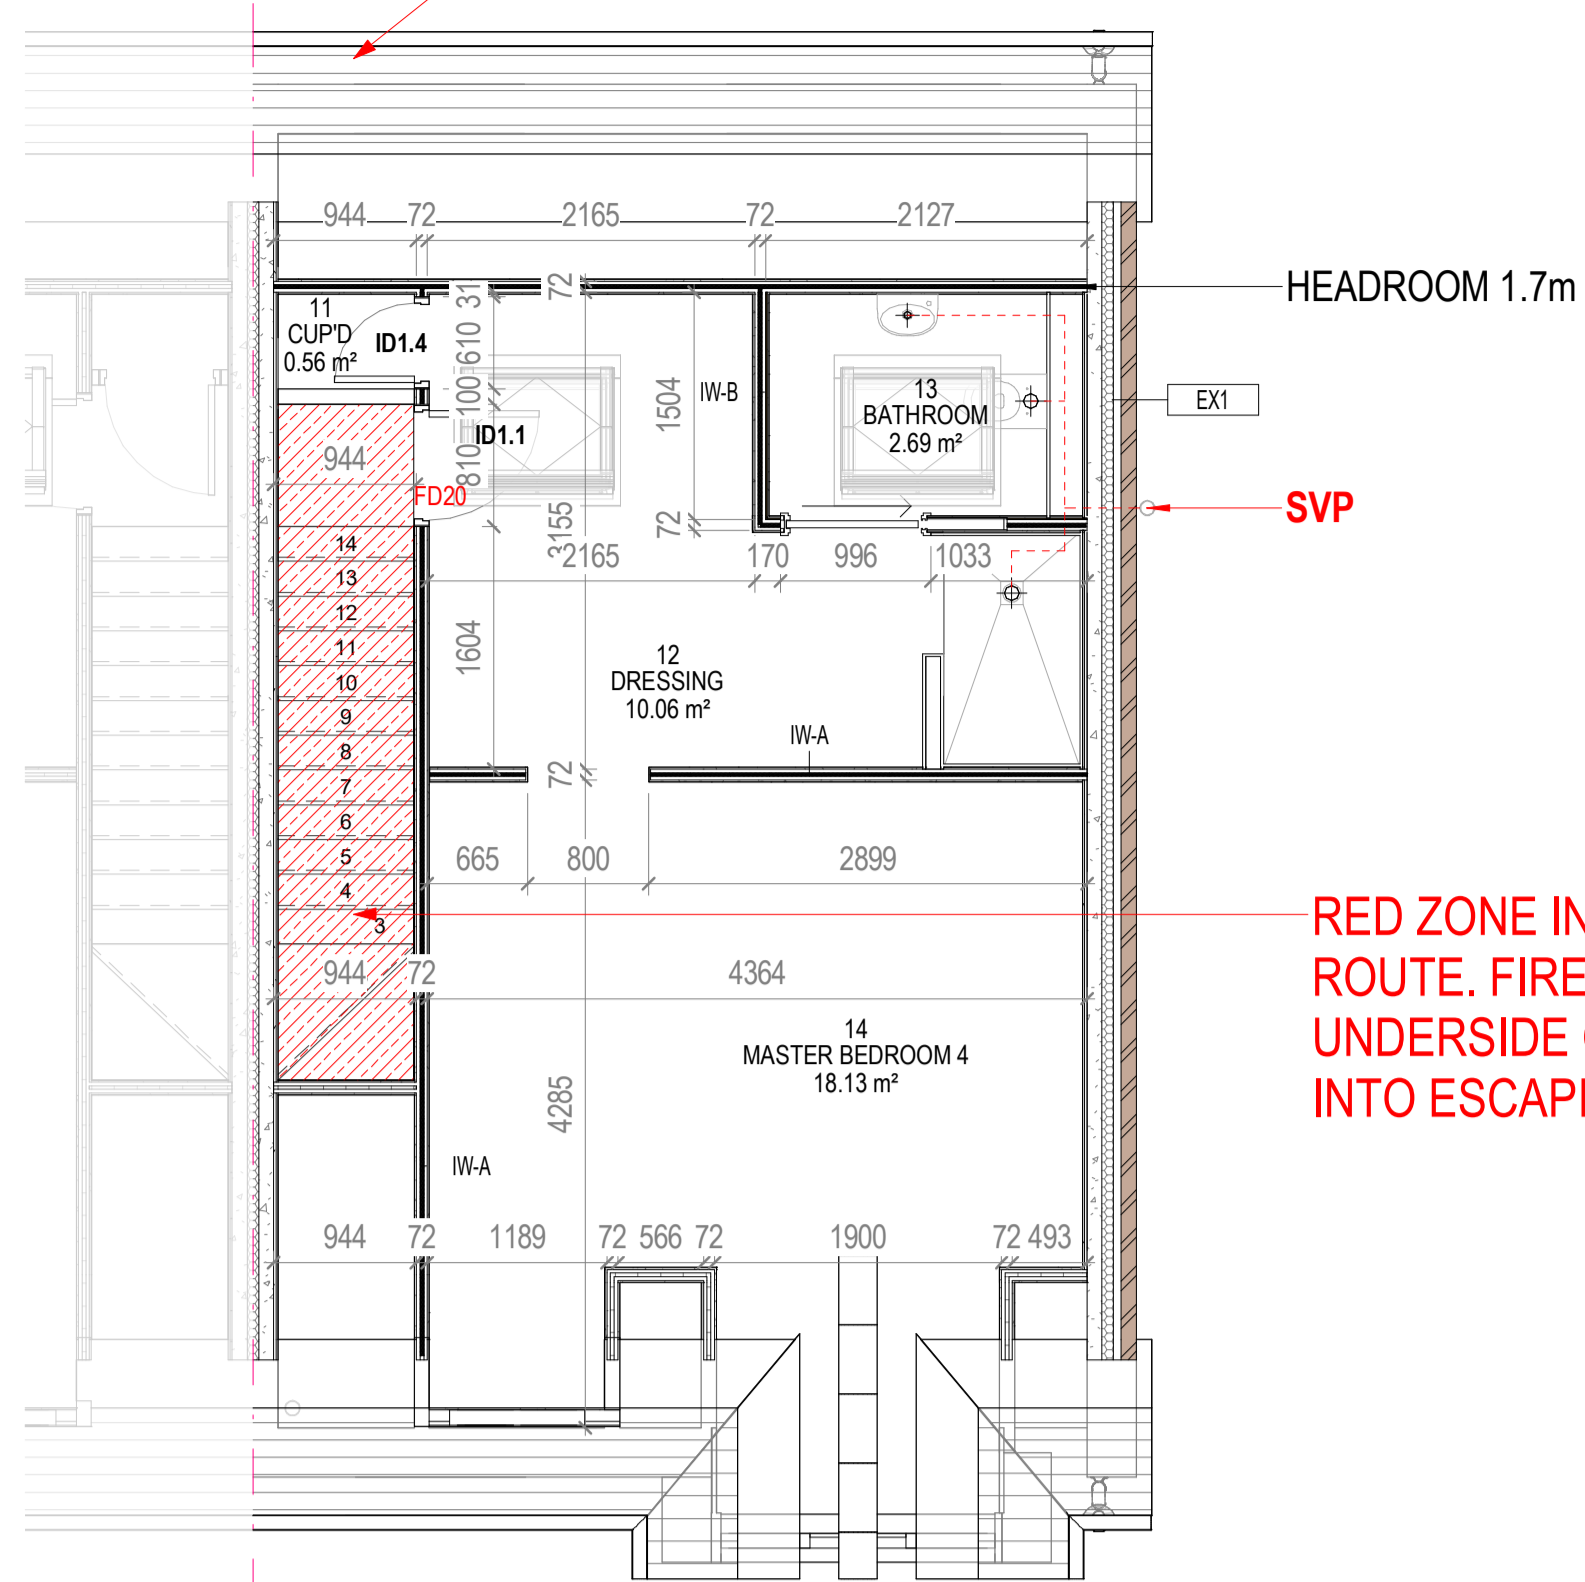 944 72 2165 72 2127
72
31
HEADROOM 1.7m
11
CUP'D
0.56 m²
ID1.4
610
100
1504
IW-B
13
BATHROOM
2.69 m²
EX1
ID1.1
944
810
FD20
SVP
3155
72
14
2165 170 996 1033
13
12
11
1604
12
DRESSING
10.06 m²
10
9
IW-A
8
7
72
6
5
665 800 2899
4
3
RED ZONE IN
ROUTE. FIRE
UNDERSIDE
INTO ESCAP
944 72 4364
14
MASTER BEDROOM 4
18.13 m²
4285
IW-A
944 72 1189 72 566 72 1900 72 493